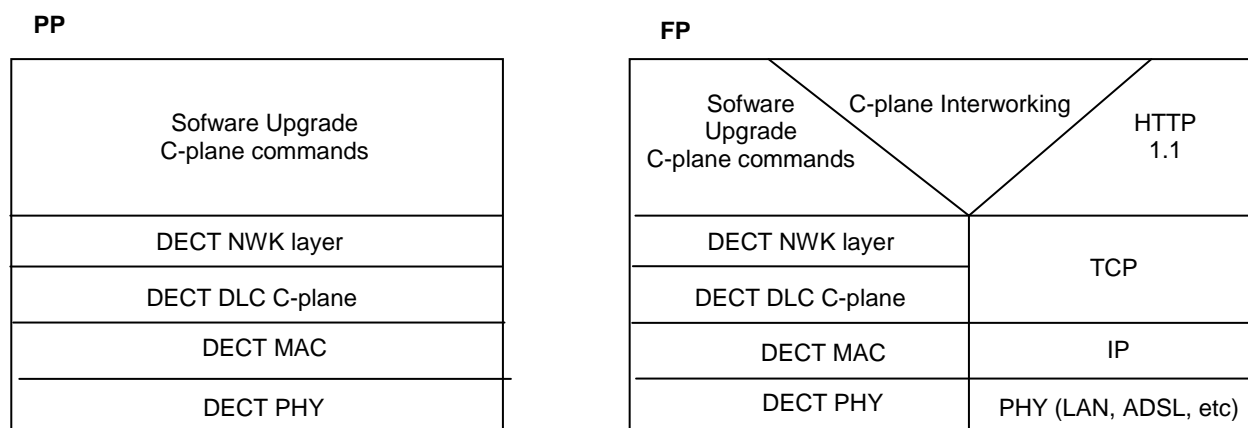 PP
Sofware Upgrade
C-plane commands
DECT NWK layer
DECT DLC C-plane
DECT MAC
DECT PHY
FP
Sofware
Upgrade
C-plane commands
C-plane Interworking
HTTP
1.1
DECT NWK layer
DECT DLC C-plane
TCP
DECT MAC
IP
DECT PHY
PHY (LAN, ADSL, etc)